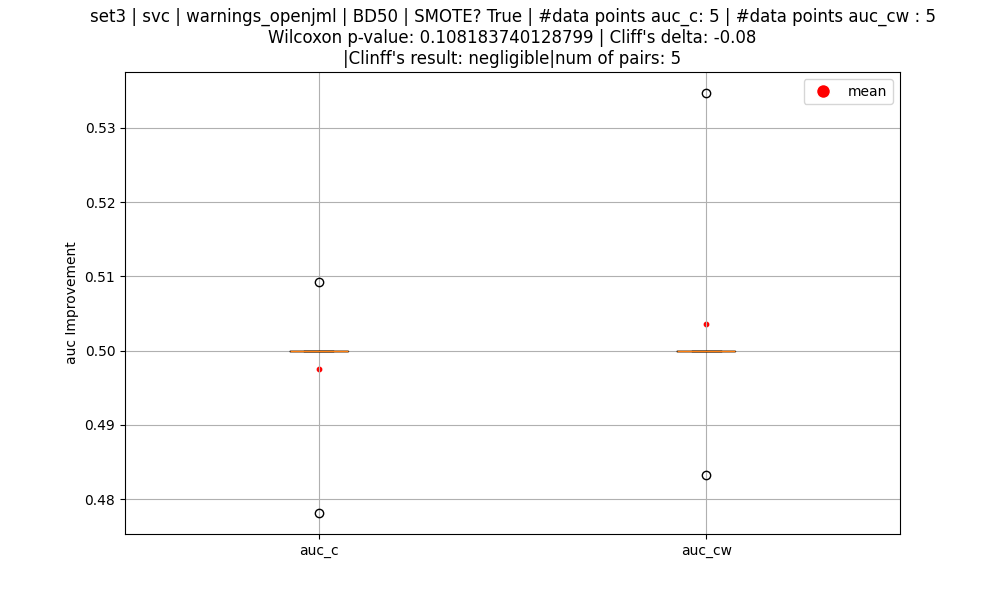 set3 | svc | warnings_openjml | BD50 | SMOTE? True | #data points auc_c: 5 | #data points auc_cw : 5
Wilcoxon p-value: 0.108183740128799 | Cliff's delta: -0.08
|Clinff's result: negligible|num of pairs: 5
mean
0.53
0.52
0.51
0.50
0.49
0.48
auc Improvement
auc_c
auc_cw